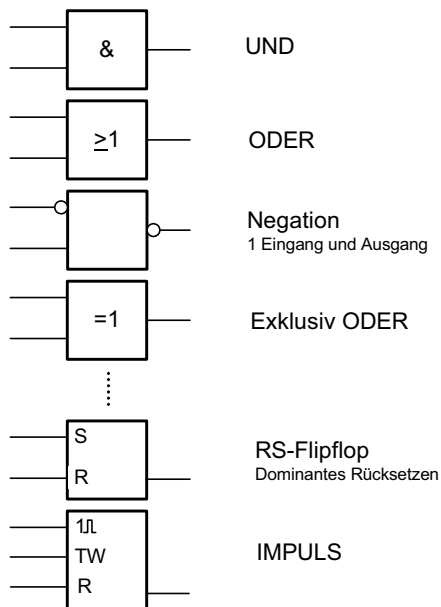 & UND
≥1 ODER
Negation
1 Eingang und Ausgang
=1 Exklusiv ODER
S
R
RS-Flipflop
Dominantes Rücksetzen
1⎍
TW
R
IMPULS